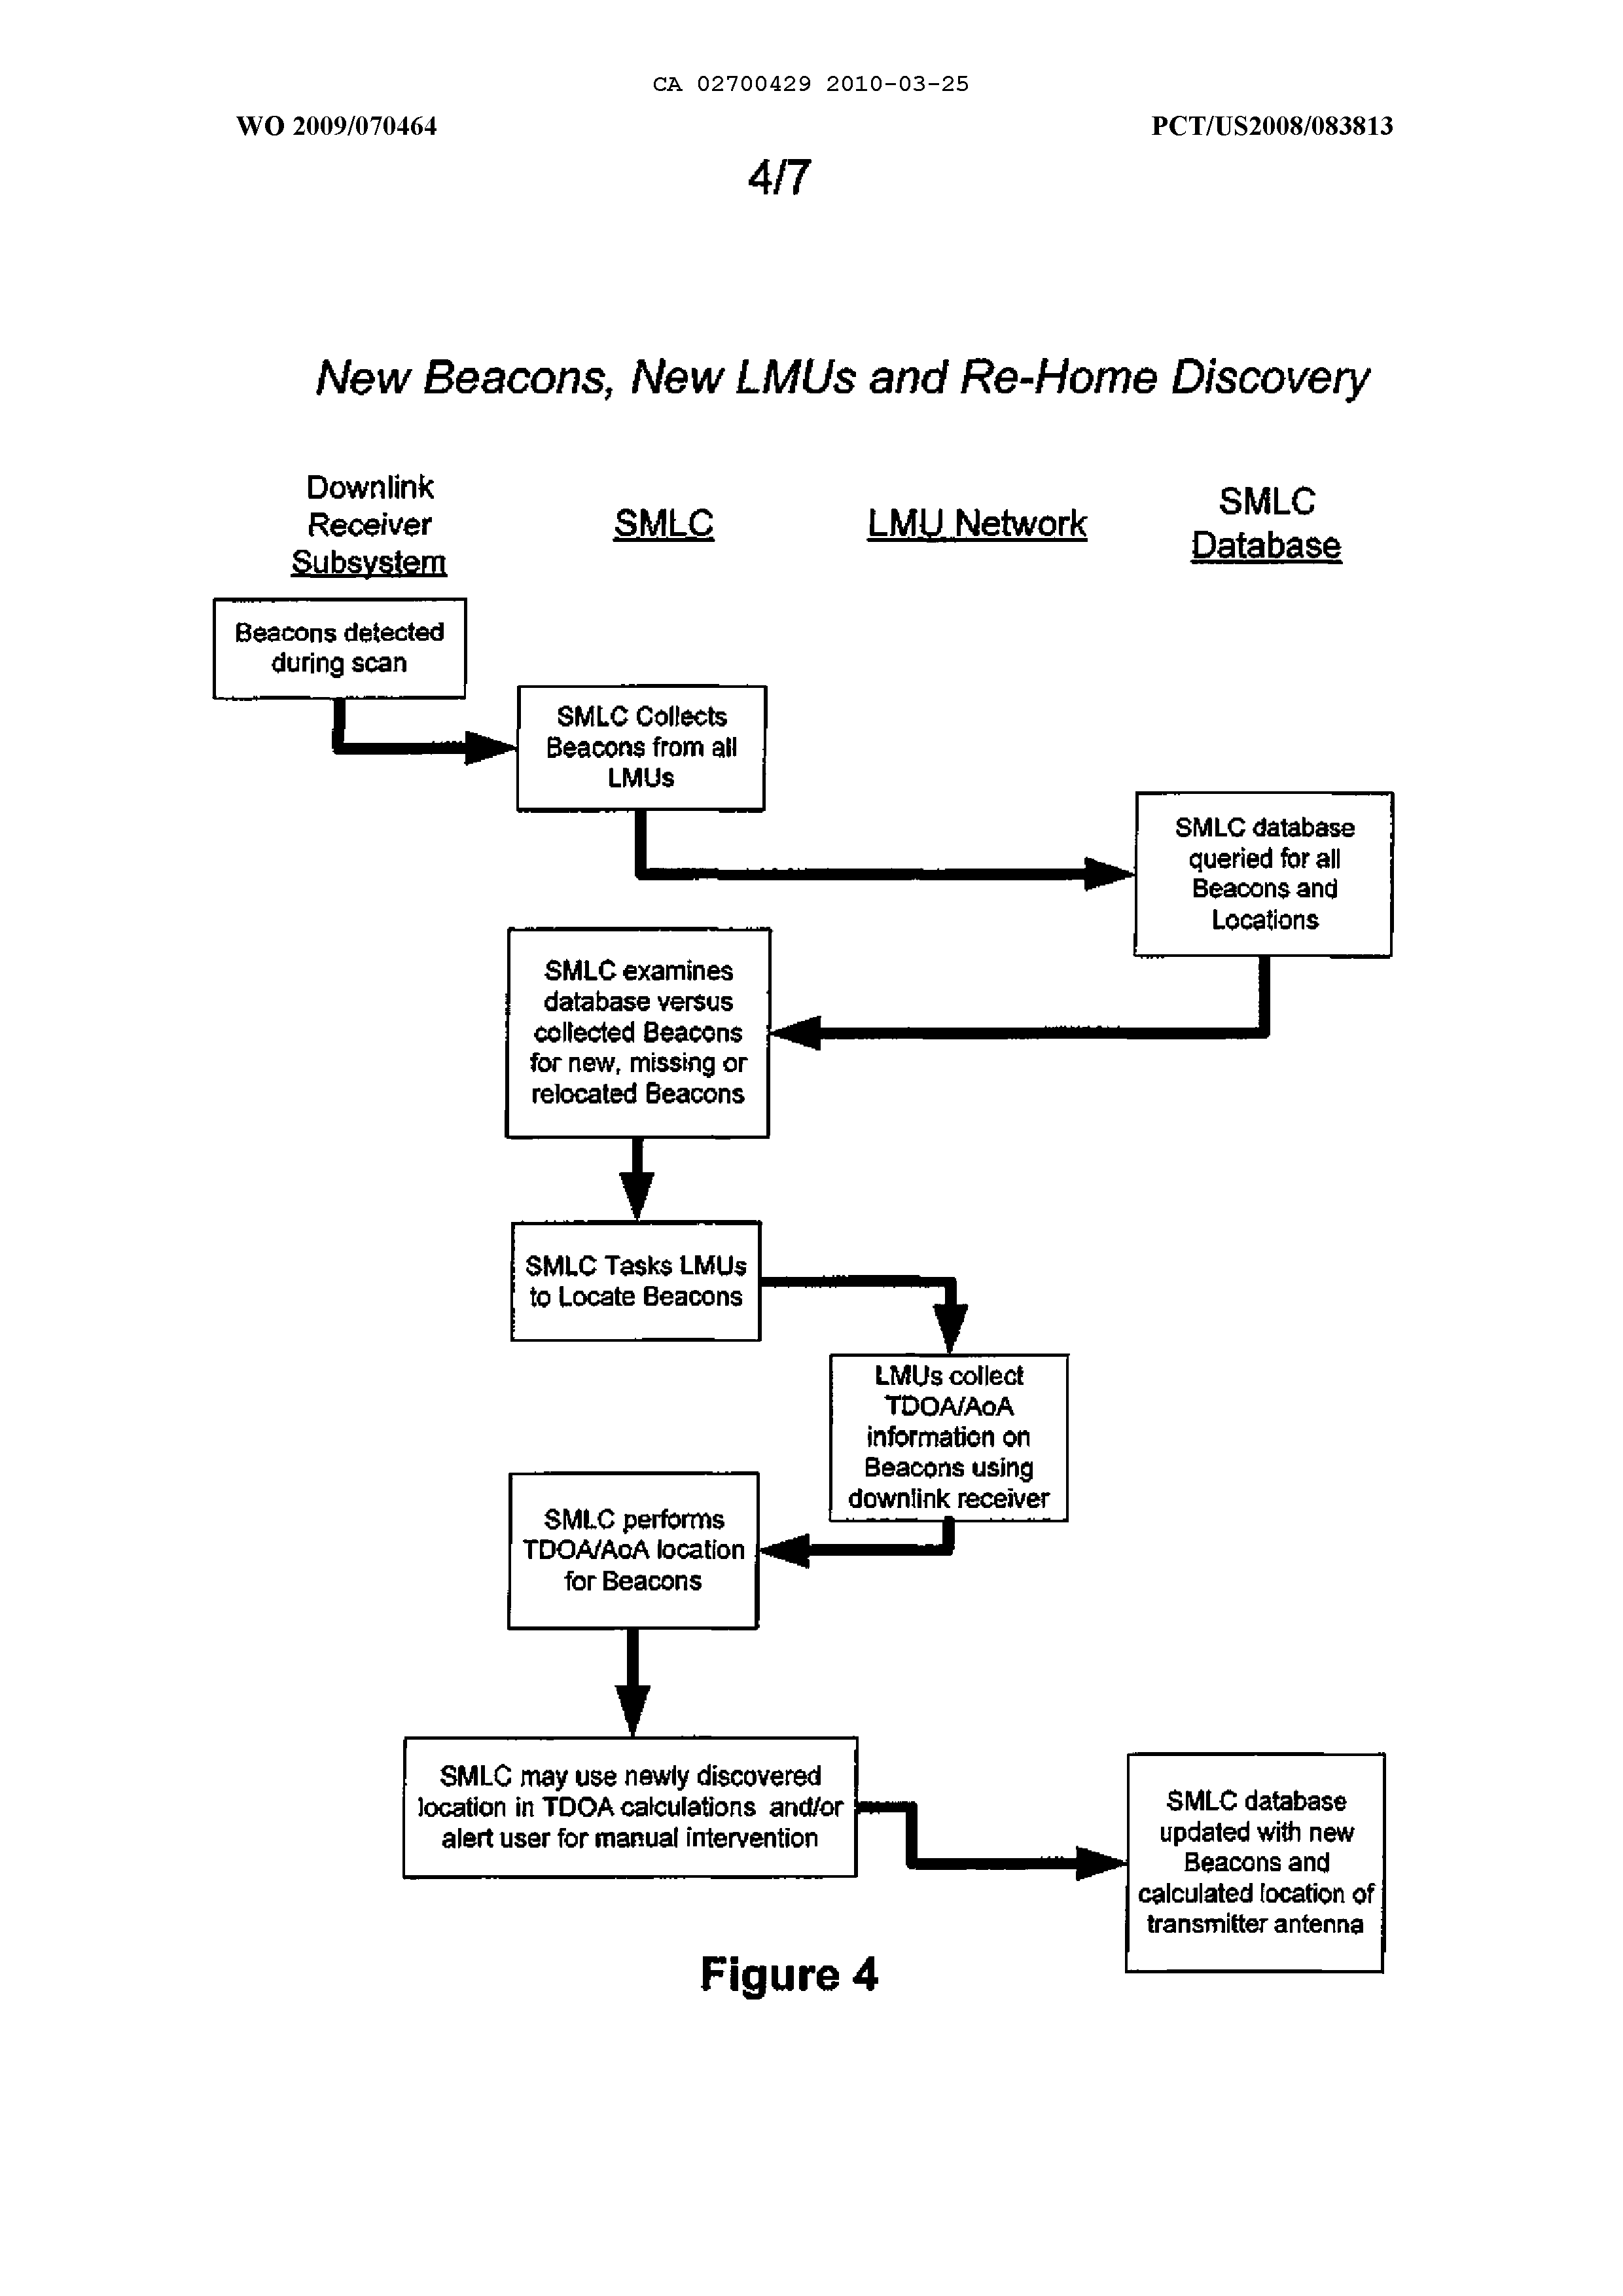 CA 02700429 2010-03-25
WO 2009/070464
PCT/US2008/083813
4/7
New Beacons, New LMUs and Re-Home Discovery
Downlink
Receiver
Subsystem
SMLC
LMU Network
SMLC
Database
Beacons detected
during scan
SMLC Collects
Beacons from all
LMUs
SMLC database
queried for all
Beacons and
Locations
SMLC examines
database versus
collected Beacons
for new, missing or
relocated Beacons
SMLC Tasks LMUs
to Locate Beacons
LMUs collect
TDOA/AoA
information on
Beacons using
downlink receiver
SMLC performs
TDOA/AoA location
for Beacons
SMLC may use newly discovered
location in TDOA calculations and/or
alert user for manual intervention
SMLC database
updated with new
Beacons and
calculated location of
transmitter antenna
Figure 4